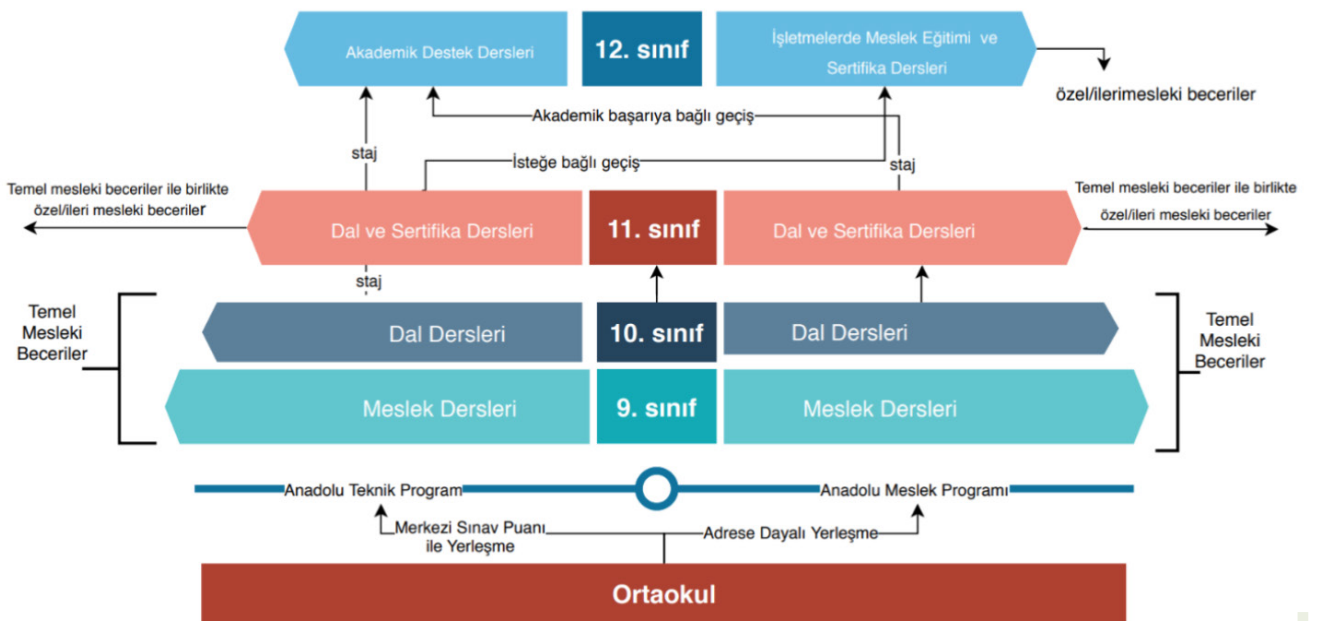 Akademik Destek Dersleri
12. sınıf
İşletmelerde Meslek Eğitimi ve
Sertifika Dersleri
özel/ilerimesleki beceriler
Akademik başarıya bağlı geçiş
staj
İsteğe bağlı geçiş
staj
Temel mesleki beceriler ile birlikte
özel/ileri mesleki beceriler
Temel mesleki beceriler ile birlikte
özel/ileri mesleki beceriler
Dal ve Sertifika Dersleri
11. sınıf
Dal ve Sertifika Dersleri
staj
Temel
Mesleki
Beceriler
Dal Dersleri
10. sınıf
Dal Dersleri
Temel
Mesleki
Beceriler
Meslek Dersleri
9. sınıf
Meslek Dersleri
Anadolu Teknik Program
Anadolu Meslek Programı
Merkezi Sınav Puanı
ile Yerleşme
Adrese Dayalı Yerleşme
Ortaokul